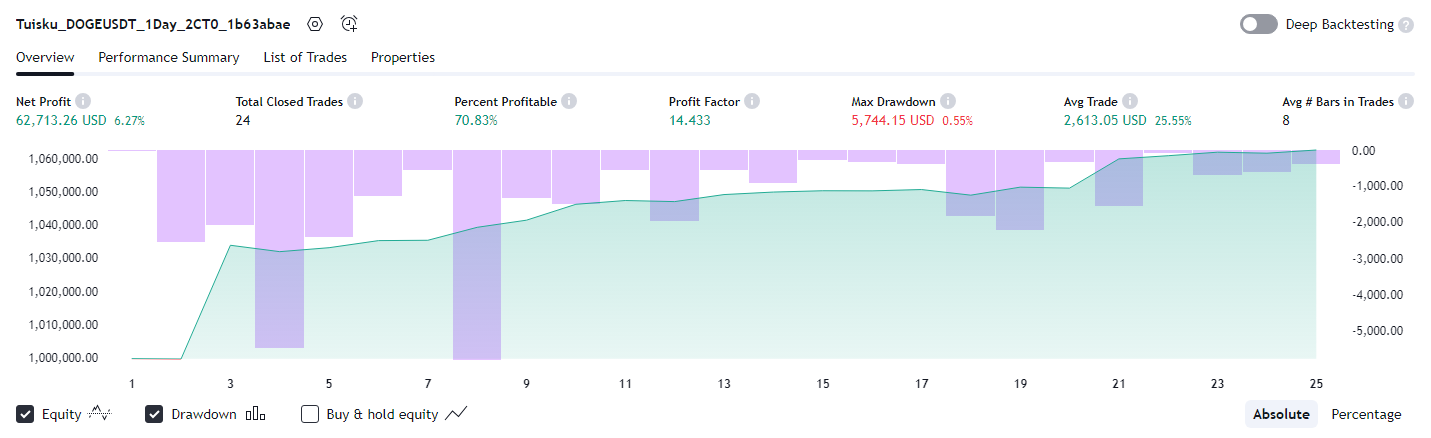 Tuisku_DOGEUSDT_1Day_2CT0_1b63abae Deep Backtesting ?
Overview Performance Summary List of Trades Properties
Net Profit Total Closed Trades Percent Profitable Profit Factor Max Drawdown Avg Trade Avg # Bars in Trades
62,713.26 USD 6.27% 24 70.83% 14.433 5,744.15 USD 0.55% 2,613.05 USD 25.55% 8
1,060,000.00 0.00
1,050,000.00 -1,000.00
1,040,000.00 -2,000.00
1,030,000.00 -3,000.00
1,020,000.00 -4,000.00
1,010,000.00 -5,000.00
1,000,000.00
1 3 5 7 9 11 13 15 17 19 21 23 25
Equity Drawdown Buy & hold equity Absolute Percentage